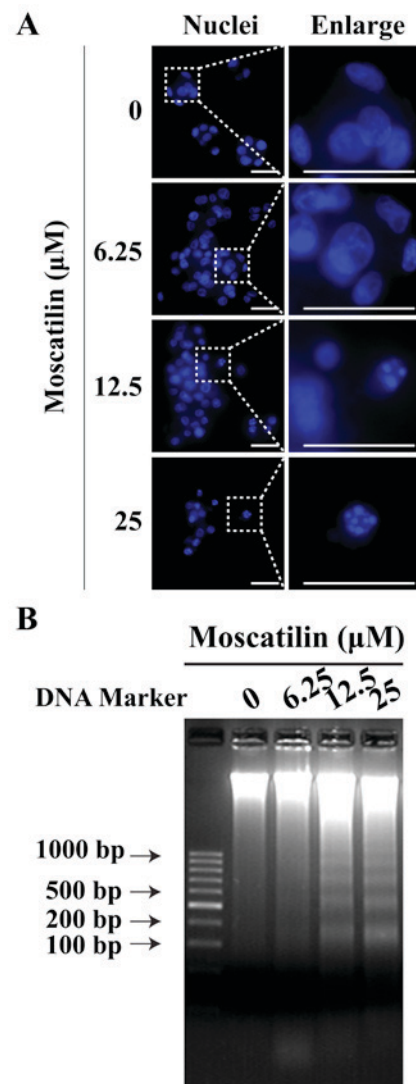 A
Nuclei Enlarge
Moscatilin (μM)
0
6.25
12.5
25
B
Moscatilin (μM)
DNA Marker 0 6.25 12.5 25
1000 bp
500 bp
200 bp
100 bp